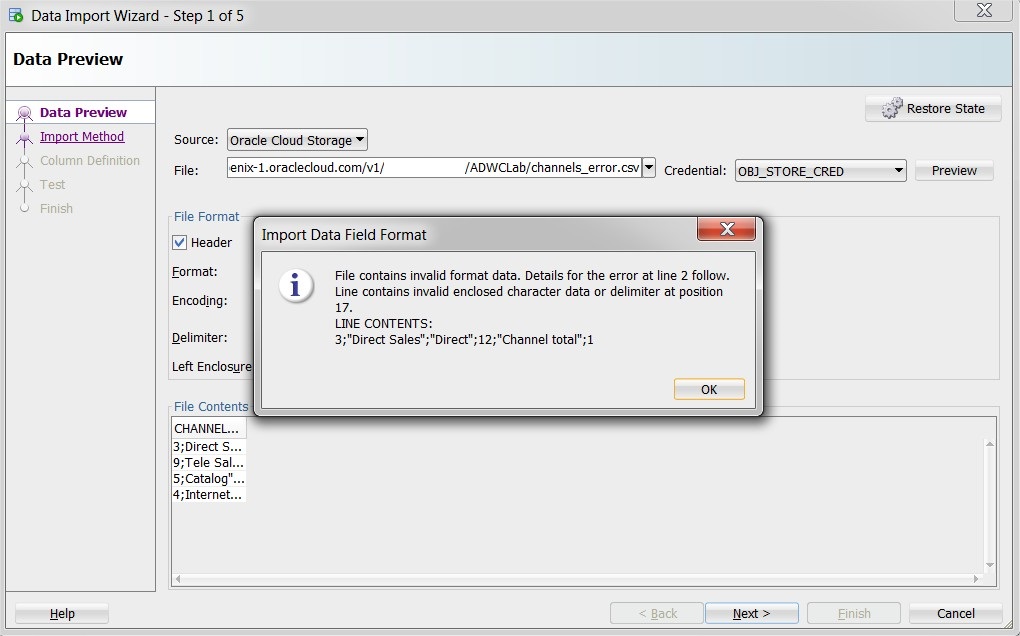 Data Import Wizard - Step 1 of 5
Data Preview
Data Preview
Import Method
Column Definition
Test
Finish
Restore State
Source: Oracle Cloud Storage
File: enix-1.oraclecloud.com/v1/ /ADWCLab/channels_error.csv Credential: OBJ_STORE_CRED Preview
File Format
Header
Format:
Encoding:
Delimiter:
Left Enclosure
Import Data Field Format
File contains invalid format data. Details for the error at line 2 follow.
Line contains invalid enclosed character data or delimiter at position
17.
LINE CONTENTS:
3;"Direct Sales";"Direct";12;"Channel total";1
OK
File Contents
CHANNEL...
3;Direct S...
9;Tele Sal...
5;Catalog"...
4;Internet...
Help < Back Next > Finish Cancel